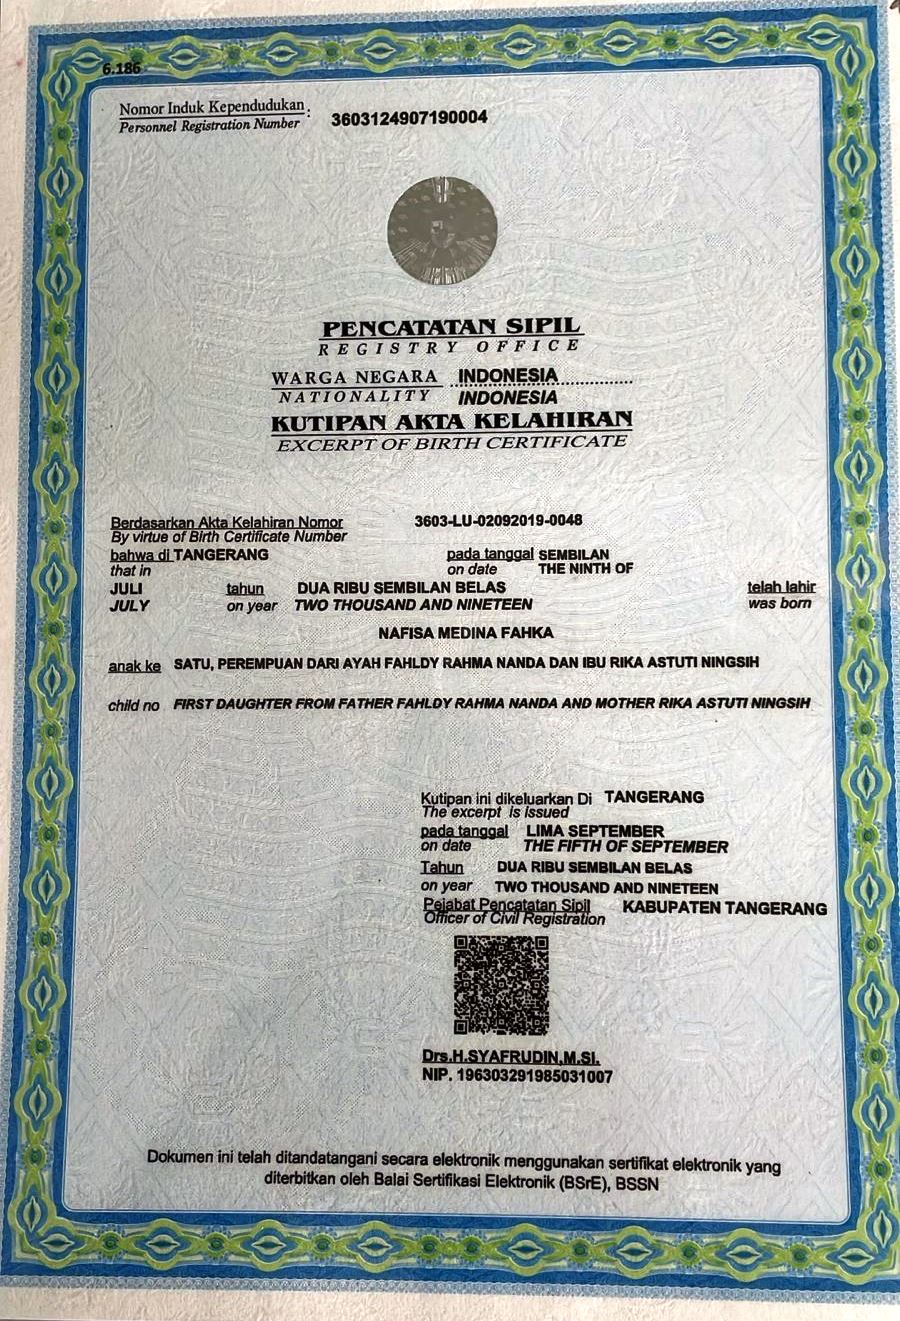 6.186
Nomor Induk Kependudukan : 3603124907190004
Personnel Registration Number
PENCATATAN SIPIL
REGISTRY OFFICE
WARGA NEGARA INDONESIA
NATIONALITY INDONESIA
KUTIPAN AKTA KELAHIRAN
EXCERPT OF BIRTH CERTIFICATE
Berdasarkan Akta Kelahiran Nomor 3603-LU-02092019-0048
By virtue of Birth Certificate Number
bahwa di TANGERANG pada tanggal SEMBILAN
that in on date THE NINTH OF
JULI tahun DUA RIBU SEMBILAN BELAS telah lahir
JULY on year TWO THOUSAND AND NINETEEN was born
NAFISA MEDINA FAHKA
anak ke SATU, PEREMPUAN DARI AYAH FAHLDY RAHMA NANDA DAN IBU RIKA ASTUTI NINGSIH
child no FIRST DAUGHTER FROM FATHER FAHLDY RAHMA NANDA AND MOTHER RIKA ASTUTI NINGSIH
Kutipan ini dikeluarkan Di TANGERANG
The excerpt is issued
pada tanggal LIMA SEPTEMBER
on date THE FIFTH OF SEPTEMBER
Tahun DUA RIBU SEMBILAN BELAS
on year TWO THOUSAND AND NINETEEN
Pejabat Pencatatan Sipil KABUPATEN TANGERANG
Officer of Civil Registration
Drs.H.SYAFRUDIN,M.SI.
NIP. 196303291985031007
Dokumen ini telah ditandatangani secara elektronik menggunakan sertifikat elektronik yang
diterbitkan oleh Balai Sertifikasi Elektronik (BSrE), BSSN